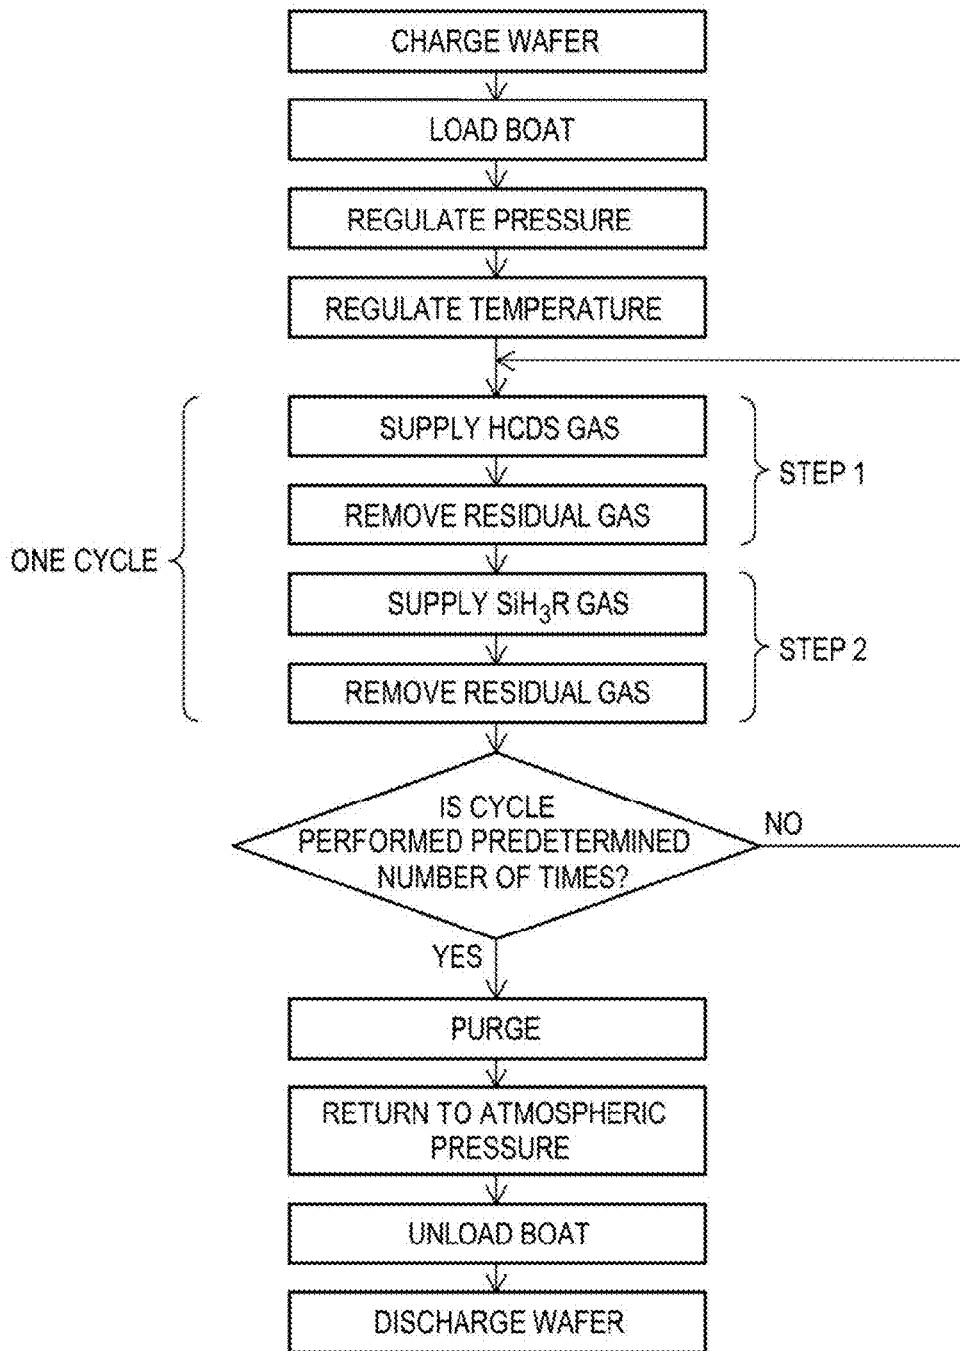 CHARGE WAFER
LOAD BOAT
REGULATE PRESSURE
REGULATE TEMPERATURE
SUPPLY HCDS GAS
STEP 1
REMOVE RESIDUAL GAS
ONE CYCLE
SUPPLY SiH₃R GAS
STEP 2
REMOVE RESIDUAL GAS
IS CYCLE
PERFORMED PREDETERMINED
NUMBER OF TIMES?
NO
YES
PURGE
RETURN TO ATMOSPHERIC
PRESSURE
UNLOAD BOAT
DISCHARGE WAFER